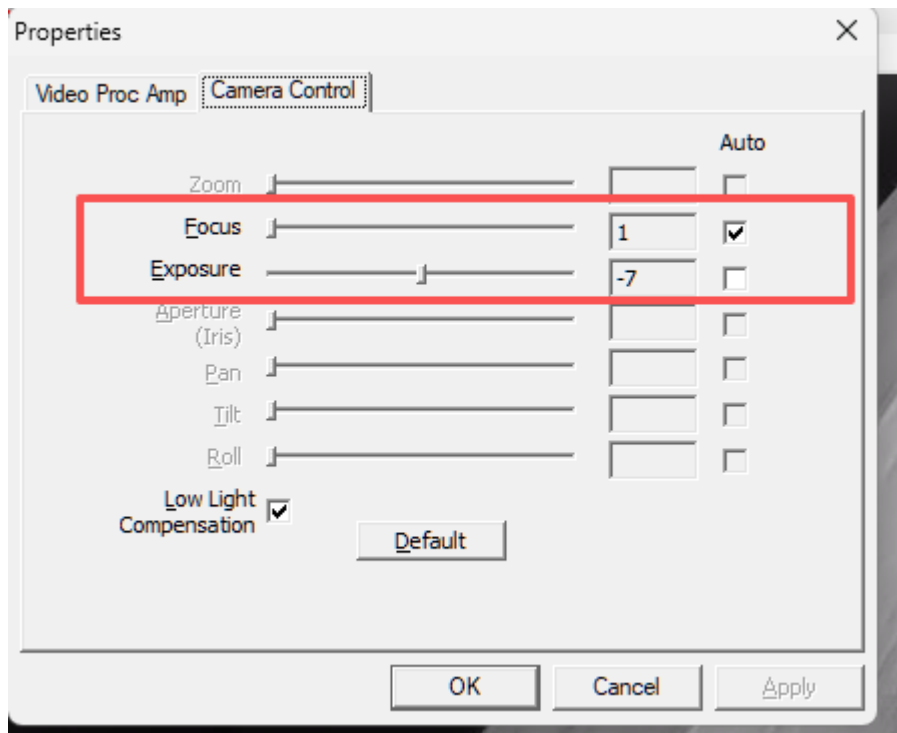 Properties
Video Proc Amp
Camera Control
Auto
Zoom
Focus 1
Exposure -7
Aperture
(Iris)
Pan
Tilt
Roll
Low Light
Compensation
Default
OK Cancel Apply